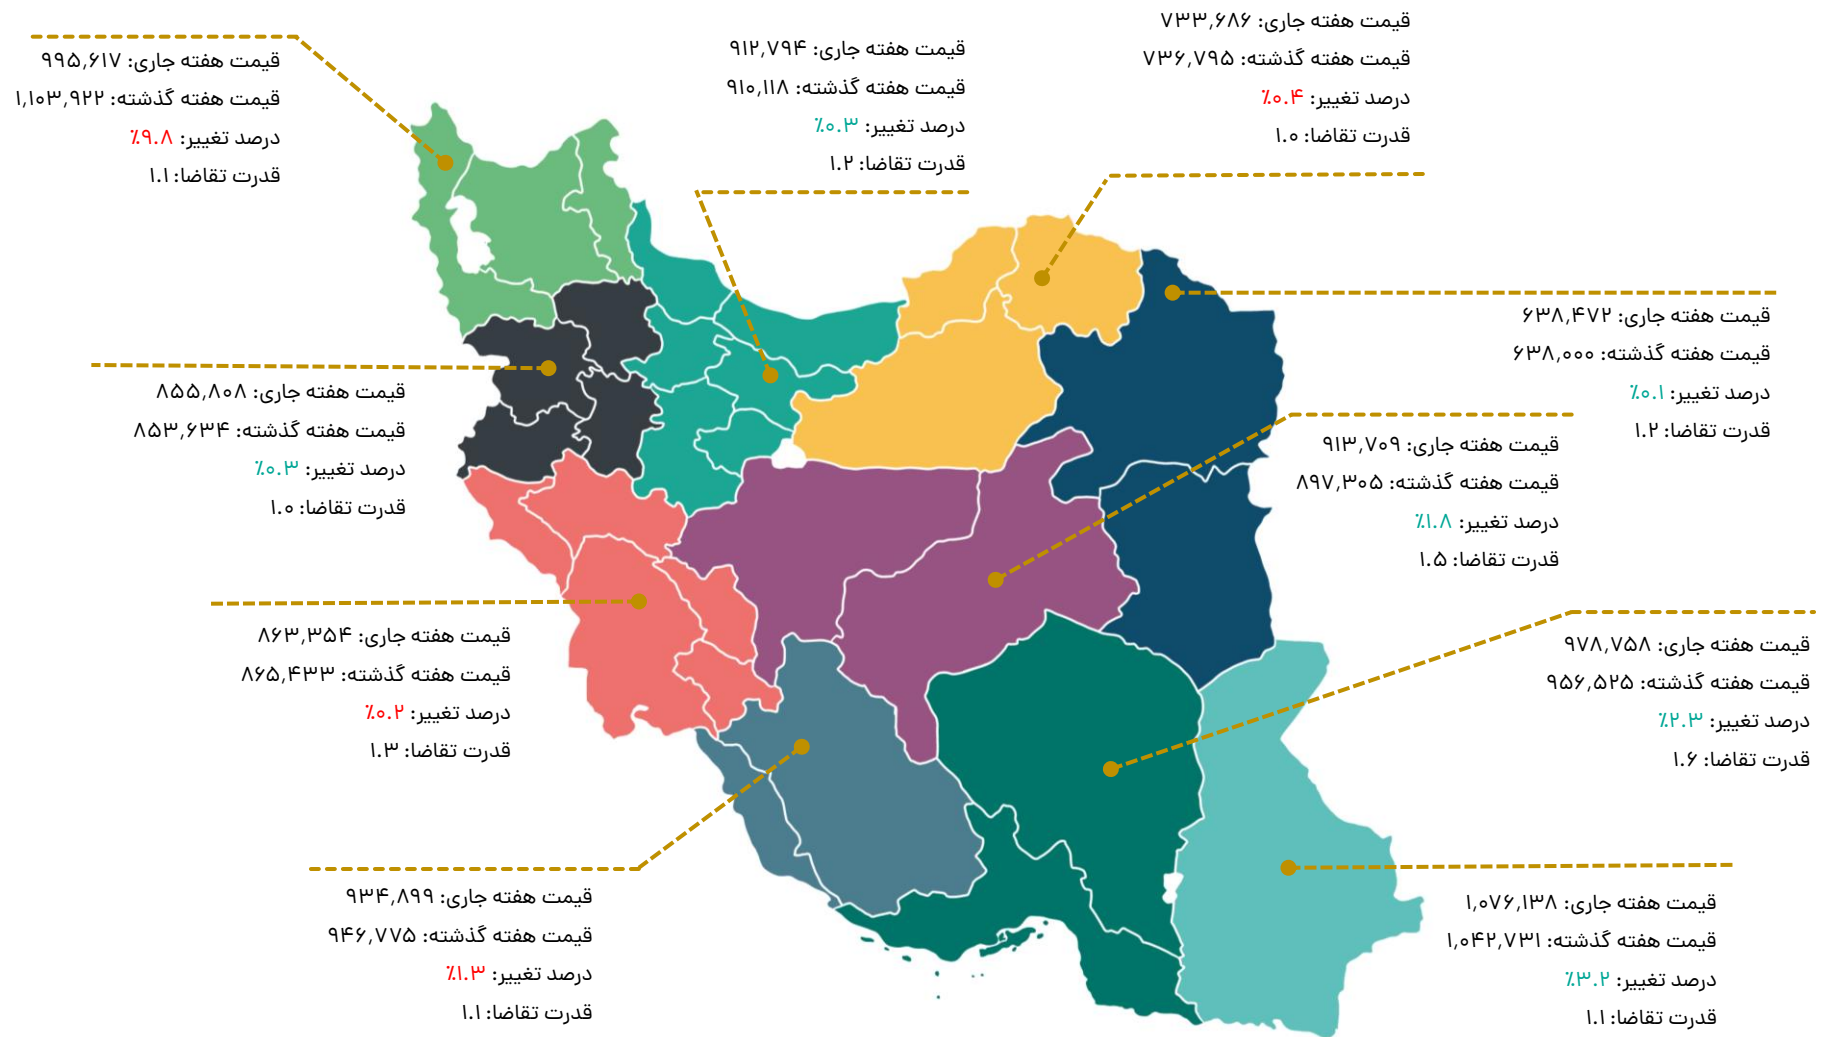 قیمت هفته جاری: ۷۳۳,۶۸۶
قیمت هفته گذشته: ۷۳۶,۷۹۵
درصد تغییر: ٪۰.۴
قدرت تقاضا: ۱.۰
قیمت هفته جاری: ۹۱۲,۷۹۴
قیمت هفته گذشته: ۹۱۰,۱۱۸
درصد تغییر: ٪۰.۳
قدرت تقاضا: ۱.۲
قیمت هفته جاری: ۹۹۵,۶۱۷
قیمت هفته گذشته: ۱,۱۰۳,۹۲۲
درصد تغییر: ٪۹.۸
قدرت تقاضا: ۱.۱
قیمت هفته جاری: ۶۳۸,۴۷۲
قیمت هفته گذشته: ۶۳۸,۰۰۰
درصد تغییر: ٪۰.۱
قدرت تقاضا: ۱.۲
قیمت هفته جاری: ۸۵۵,۸۰۸
قیمت هفته گذشته: ۸۵۳,۶۳۴
درصد تغییر: ٪۰.۳
قدرت تقاضا: ۱.۰
قیمت هفته جاری: ۹۱۳,۷۰۹
قیمت هفته گذشته: ۸۹۷,۳۰۵
درصد تغییر: ٪۱.۸
قدرت تقاضا: ۱.۵
قیمت هفته جاری: ۹۷۸,۷۵۸
قیمت هفته گذشته: ۹۵۶,۵۲۵
درصد تغییر: ٪۲.۳
قدرت تقاضا: ۱.۶
قیمت هفته جاری: ۸۶۳,۳۵۴
قیمت هفته گذشته: ۸۶۵,۴۳۳
درصد تغییر: ٪۰.۲
قدرت تقاضا: ۱.۳
قیمت هفته جاری: ۱,۰۷۶,۱۳۸
قیمت هفته گذشته: ۱,۰۴۲,۷۳۱
درصد تغییر: ٪۳.۲
قدرت تقاضا: ۱.۱
قیمت هفته جاری: ۹۳۴,۸۹۹
قیمت هفته گذشته: ۹۴۶,۷۷۵
درصد تغییر: ٪۱.۳
قدرت تقاضا: ۱.۱